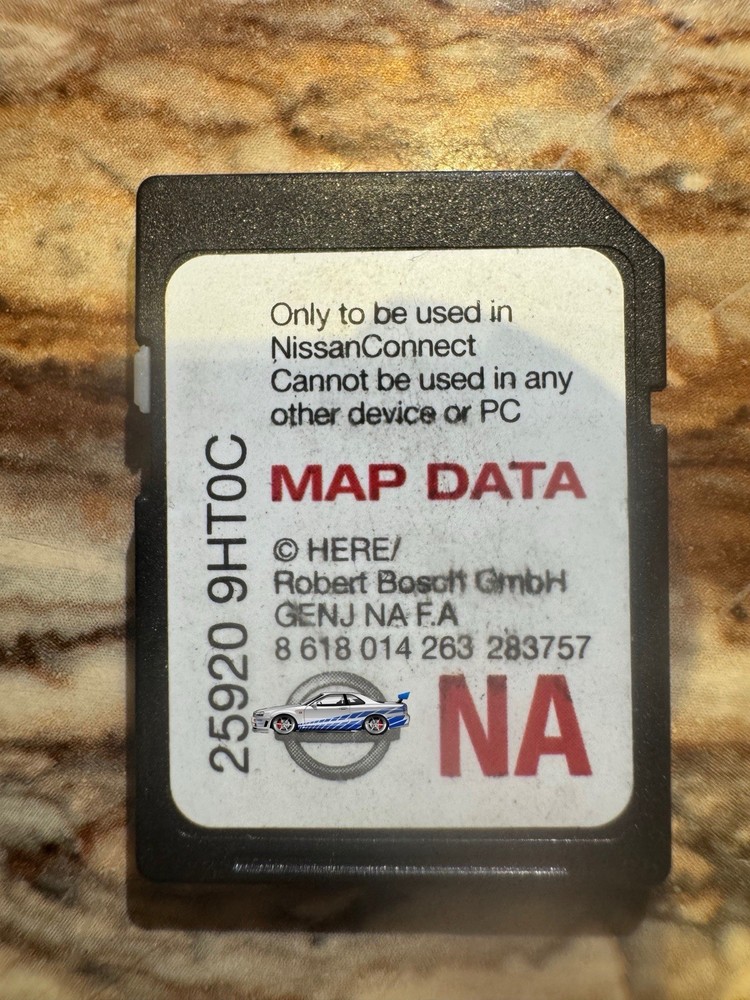 Only to be used in
NissanConnect
Cannot be used in any
other device or PC
MAP DATA
© HERE/
Robert Bosch GmbH
GENJ NA F.A
8 618 014 263 283757
NA
25920 9HT0C